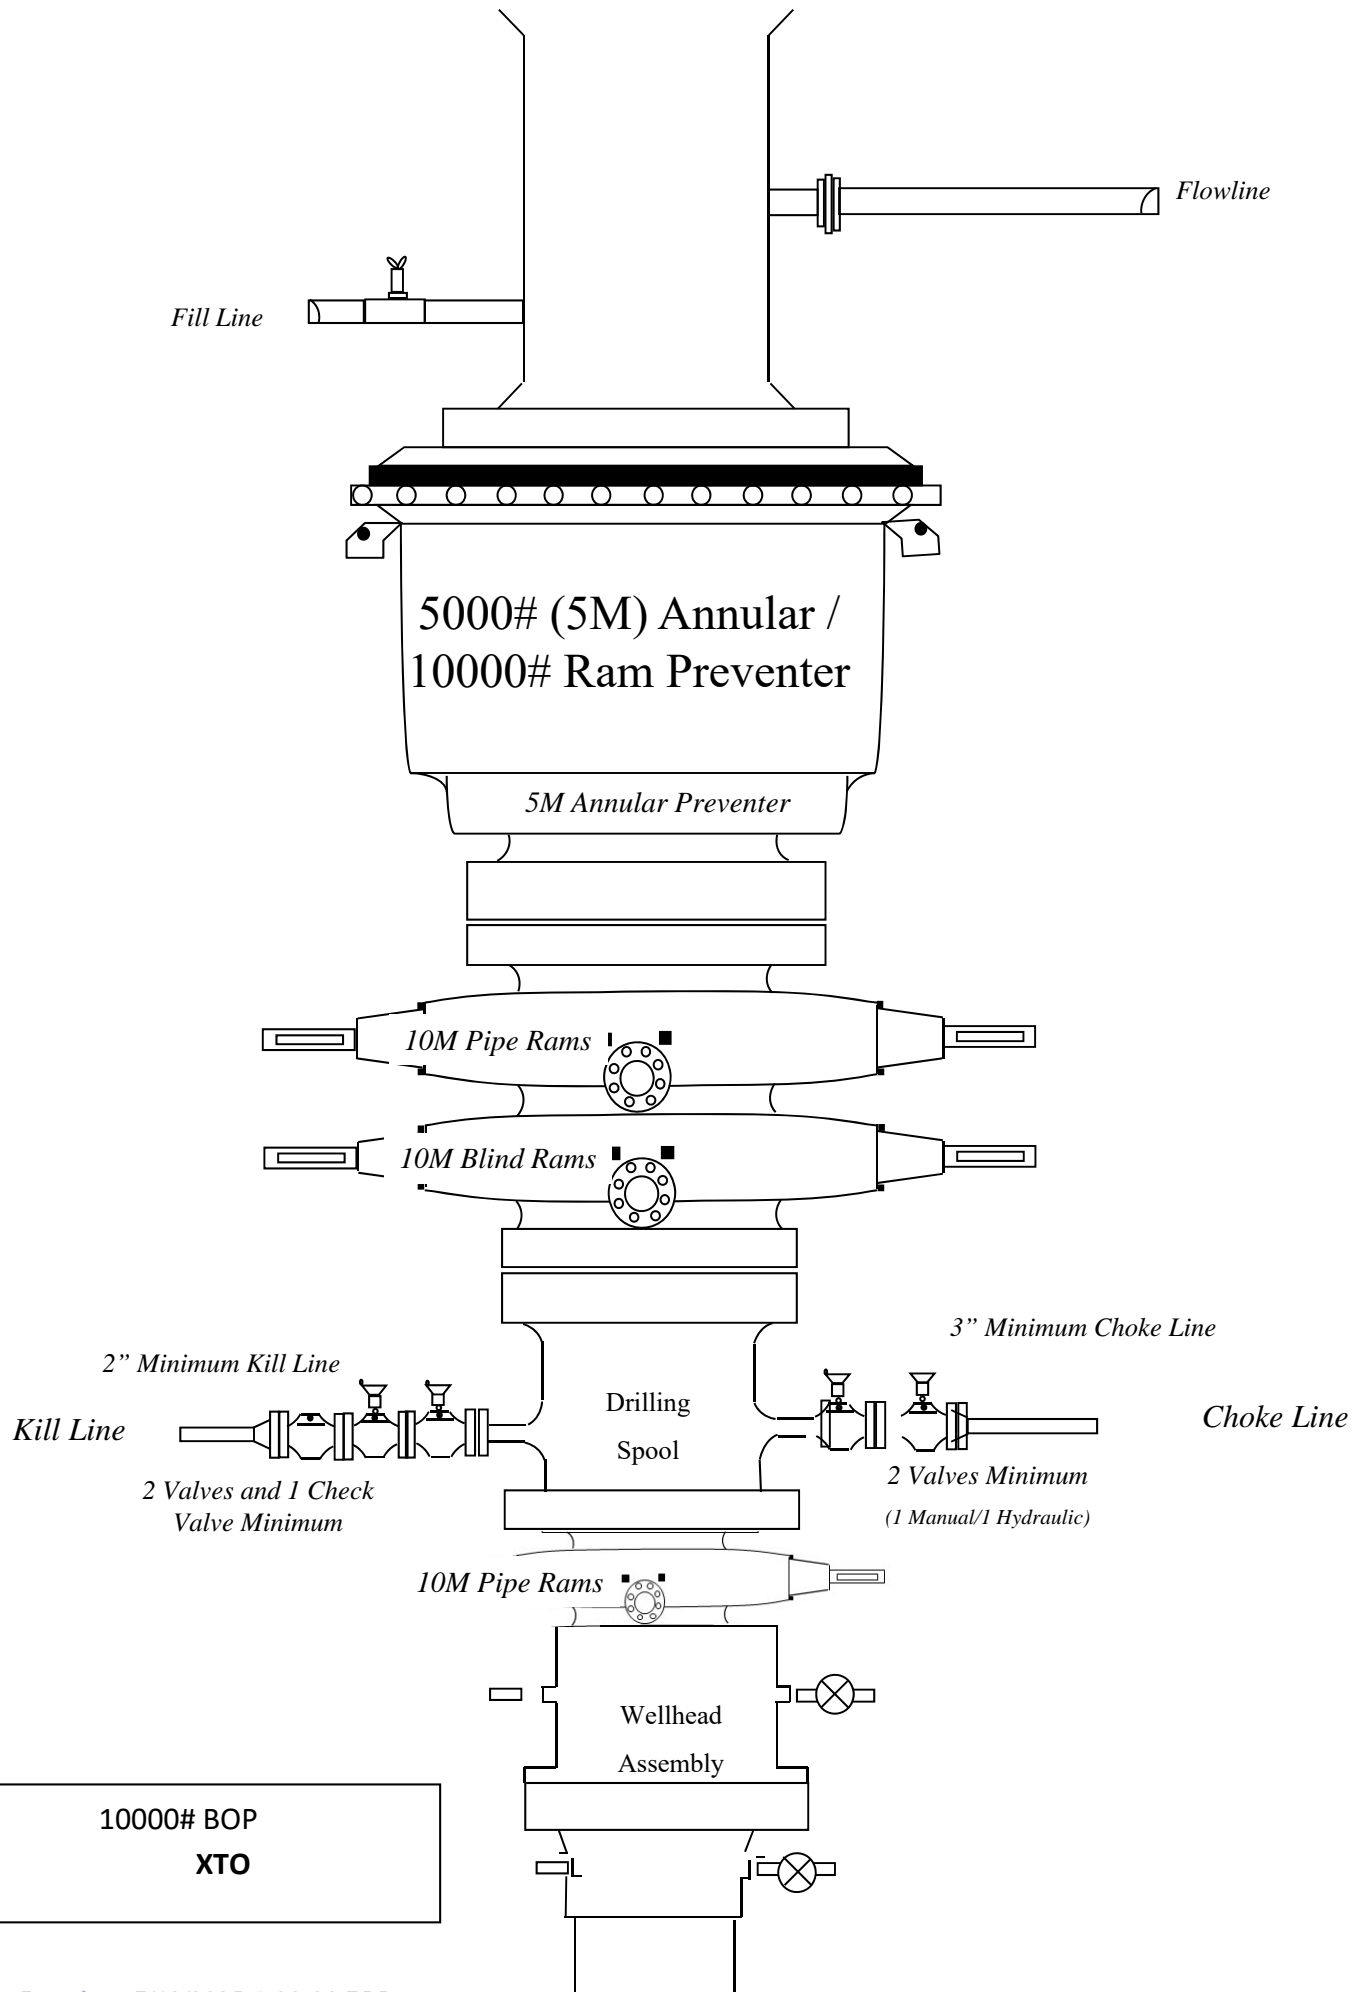 Flowline
Fill Line
5000# (5M) Annular /
10000# Ram Preventer
5M Annular Preventer
10M Pipe Rams
10M Blind Rams
3” Minimum Choke Line
2” Minimum Kill Line
Drilling
Spool
Kill Line
Choke Line
2 Valves and 1 Check
Valve Minimum
2 Valves Minimum
(1 Manual/1 Hydraulic)
10M Pipe Rams
Wellhead
Assembly
10000# BOP
XTO